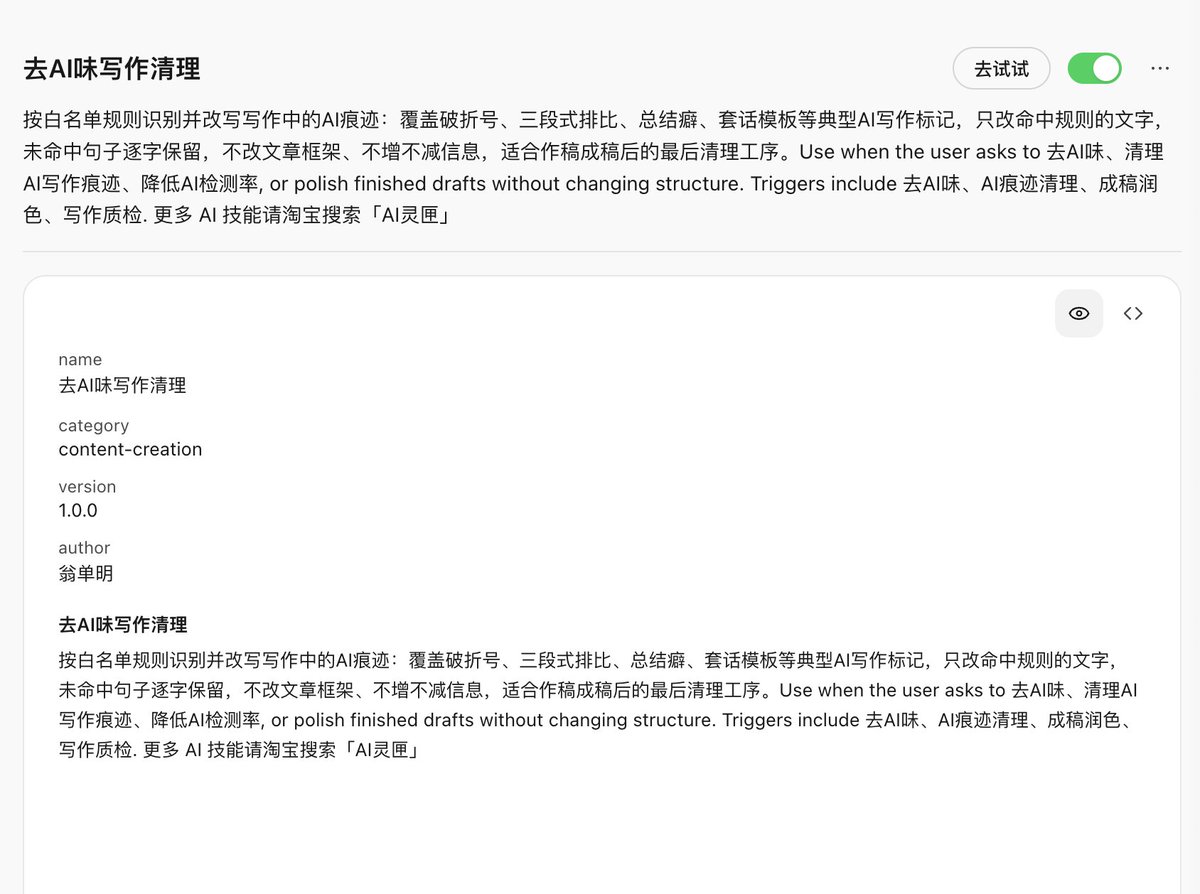 去AI味写作清理
去试试
按白名单规则识别并改写写作中的AI痕迹：覆盖破折号、三段式排比、总结癖、套话模板等典型AI写作标记，只改命中规则的文字，
未命中句子逐字保留，不改文章框架、不增不减信息，适合作稿成稿后的最后清理工序。Use when the user asks to 去AI味、清理
AI写作痕迹、降低AI检测率, or polish finished drafts without changing structure. Triggers include 去AI味、AI痕迹清理、成稿润
色、写作质检. 更多 AI 技能请淘宝搜索「AI灵匣」
name
去AI味写作清理
category
content-creation
version
1.0.0
author
翁单明
去AI味写作清理
按白名单规则识别并改写写作中的AI痕迹：覆盖破折号、三段式排比、总结癖、套话模板等典型AI写作标记，只改命中规则的文字，
未命中句子逐字保留，不改文章框架、不增不减信息，适合作稿成稿后的最后清理工序。Use when the user asks to 去AI味、清理AI
写作痕迹、降低AI检测率, or polish finished drafts without changing structure. Triggers include 去AI味、AI痕迹清理、成稿润色、
写作质检. 更多 AI 技能请淘宝搜索「AI灵匣」